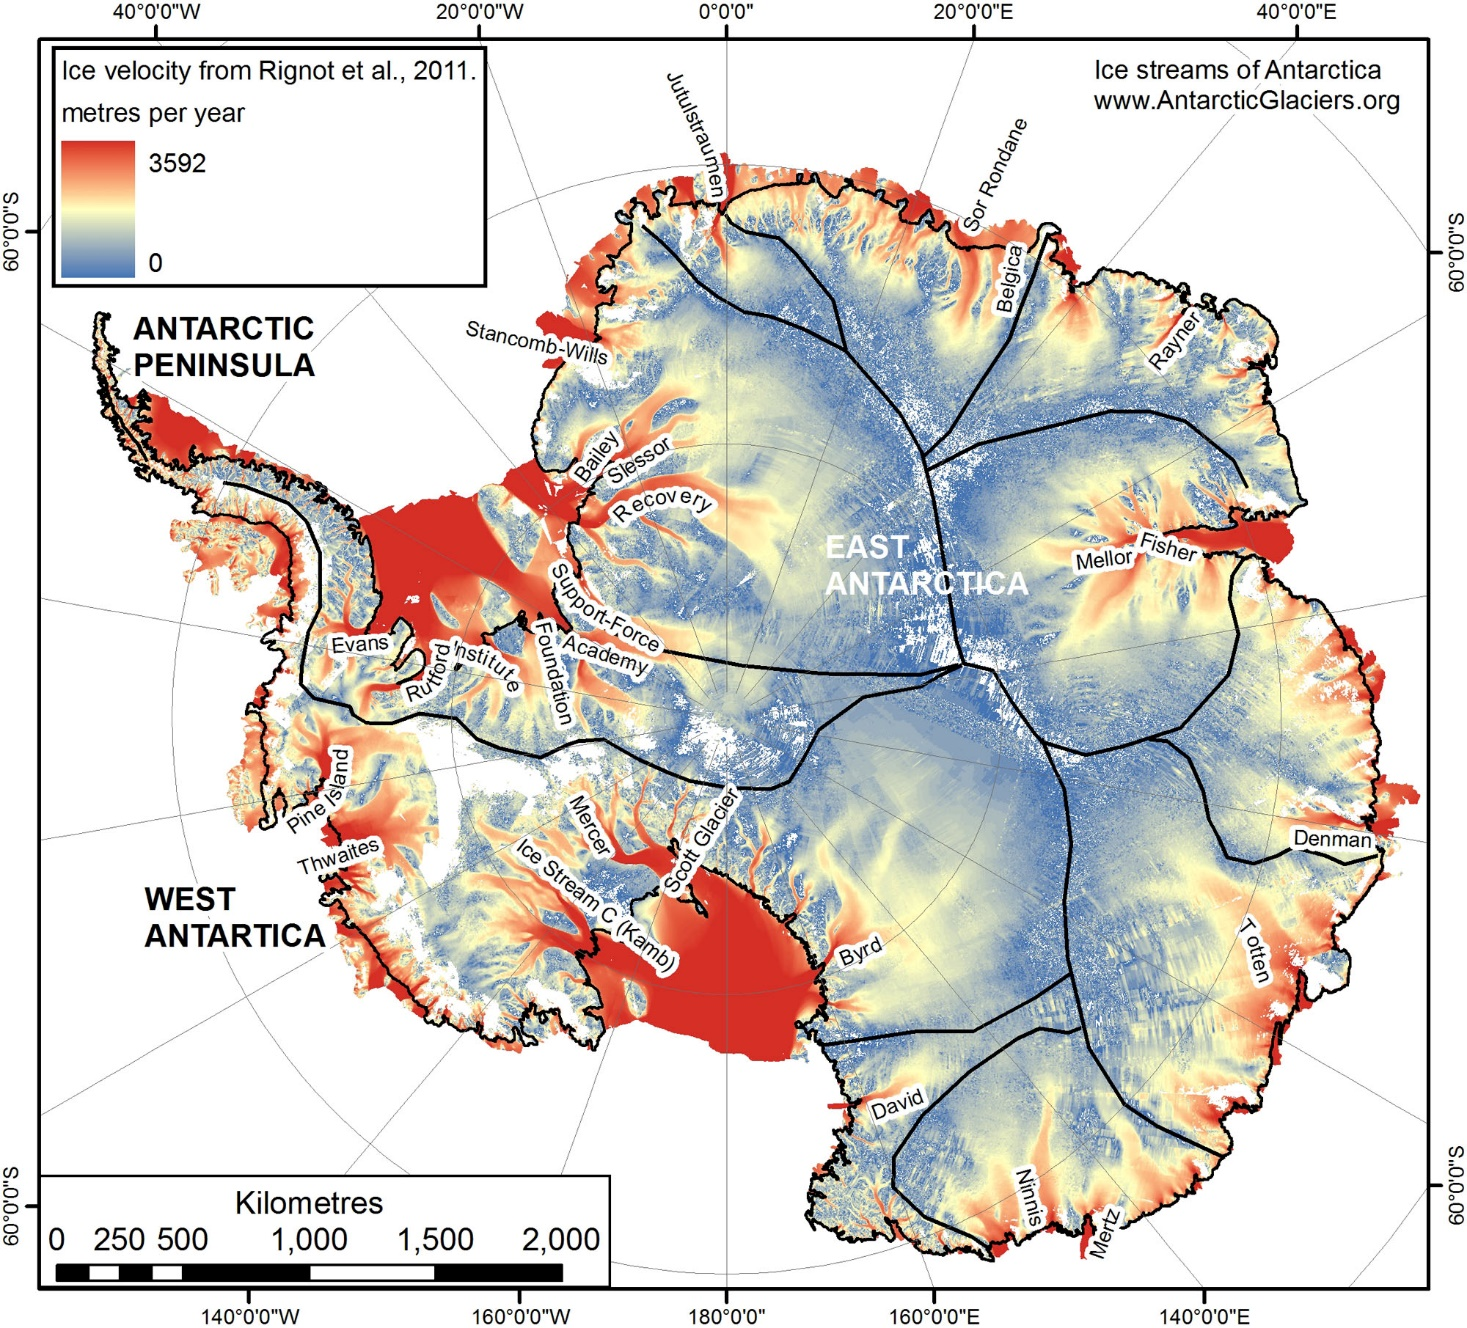 40°0'0"W
20°0'0"W
0°0'0"
20°0'0"E
40°0'0"E
Ice velocity from Rignot et al., 2011.
metres per year
3592
0
Ice streams of Antarctica
www.AntarcticGlaciers.org
60°0'0"S
60°0'0"S
Jutulstraumen
Sor Rondane
Belgica
Rayner
Stancomb-Wills
ANTARCTIC
PENINSULA
Bailey
Slessor
Recovery
EAST
ANTARCTICA
Mellor
Fisher
Support-Force
Academy
Foundation
Institute
Rutford
Evans
Pine Island
Thwaites
Mercer
Scott Glacier
Ice Stream C (Kamb)
WEST
ANTARTICA
Byrd
Denman
Totten
David
Ninnis
Mertz
60°0'0"S
60°0'0"S
Kilometres
0 250 500 1,000 1,500 2,000
140°0'0"W
160°0'0"W
180°0'0"
160°0'0"E
140°0'0"E